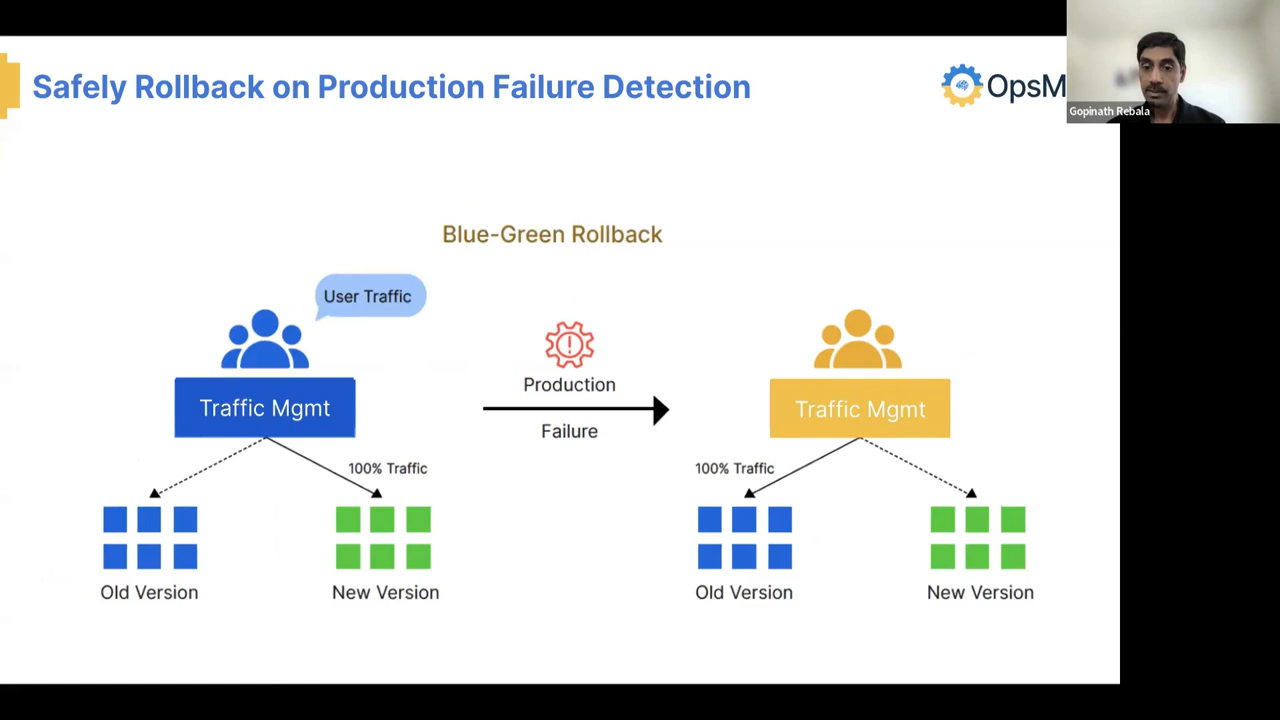 Safely Rollback on Production Failure Detection
OpsM
Gopinath Rebala
Blue-Green Rollback
User Traffic
Production
Failure
Traffic Mgmt
Traffic Mgmt
100% Traffic
100% Traffic
Old Version
New Version
Old Version
New Version